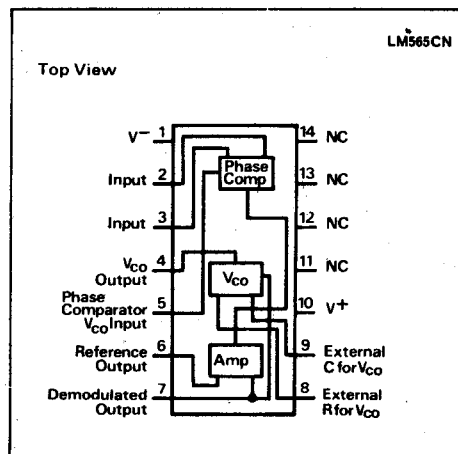 LM565CN
Top View
V− 1
Input 2
Input 3
VCO Output 4
Phase Comparator VCO Input 5
Reference Output 6
Demodulated Output 7
14 NC
13 NC
12 NC
11 NC
10 V+
9 External C for VCO
8 External R for VCO
Phase Comp
VCO
Amp